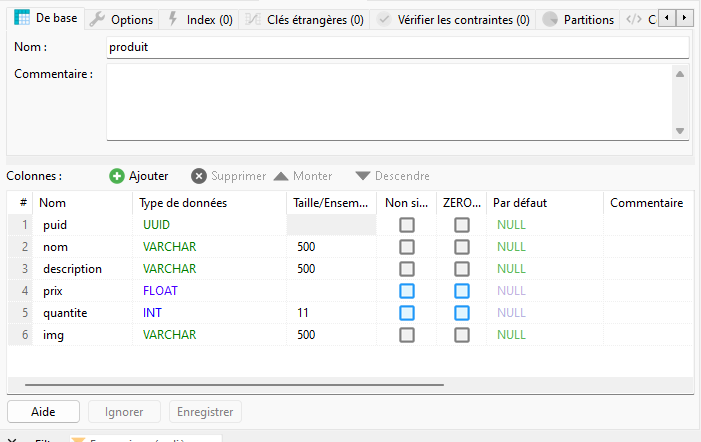 De base Options Index (0) Clés étrangères (0) Vérifier les contraintes (0) Partitions </> C
Nom : produit
Commentaire :
Colonnes : Ajouter Supprimer Monter Descendre
# Nom Type de données Taille/Ensem... Non si... ZERO... Par défaut Commentaire
1 puid UUID NULL
2 nom VARCHAR 500 NULL
3 description VARCHAR 500 NULL
4 prix FLOAT NULL
5 quantite INT 11 NULL
6 img VARCHAR 500 NULL
Aide Ignorer Enregistrer